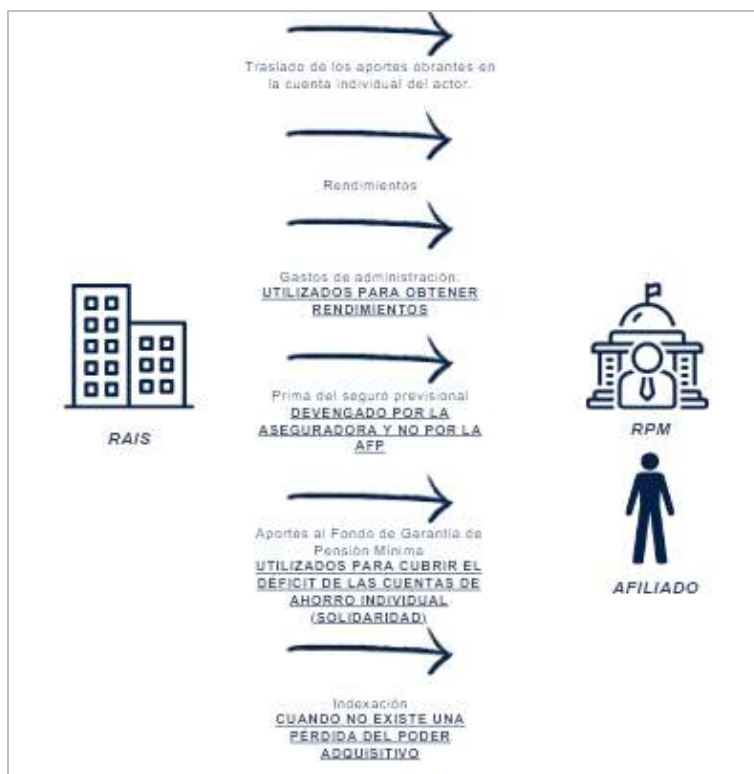 Traslado de los aportes obrantes en
la cuenta individual del actor.
Rendimientos
Gastos de administración.
UTILIZADOS PARA OBTENER
RENDIMIENTOS
Prima del seguro previsional
DEVENGADO POR LA
ASEGURADORA Y NO POR LA
AFP
RAIS
RPM
Aportes al Fondo de Garantía de
Pensión Mínima
UTILIZADOS PARA CUBRIR EL
DÉFICIT DE LAS CUENTAS DE
AHORRO INDIVIDUAL
(SOLIDARIDAD)
AFILIADO
Indexación
CUANDO NO EXISTE UNA
PÉRDIDA DEL PODER
ADQUISITIVO